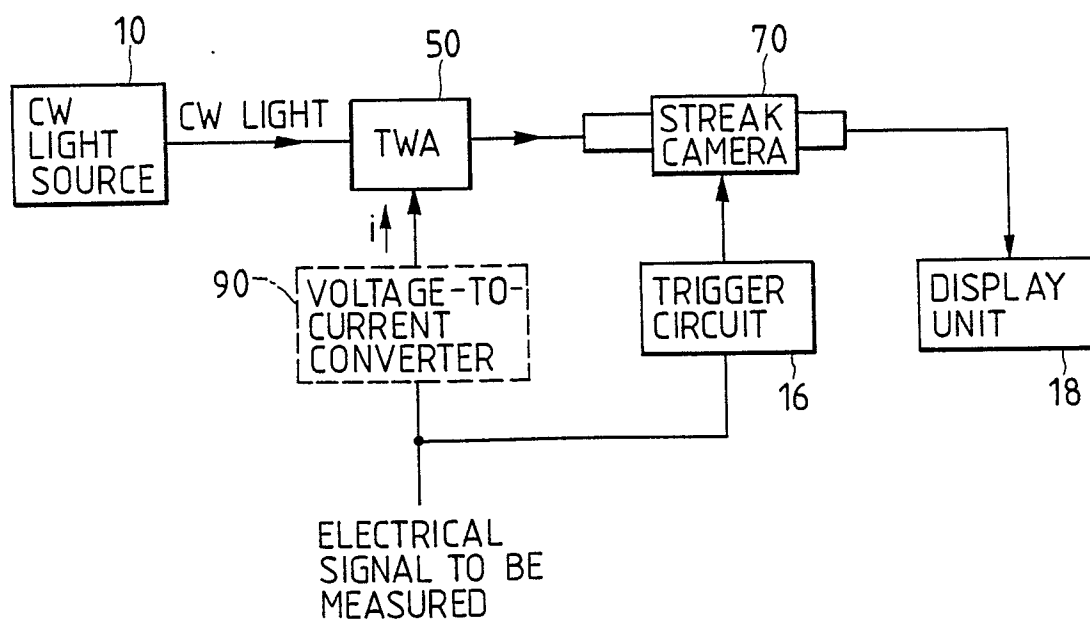 10
50
70
CW
LIGHT
SOURCE
CW LIGHT
TWA
STREAK
CAMERA
i
90
VOLTAGE-TO-
CURRENT
CONVERTER
TRIGGER
CIRCUIT
16
DISPLAY
UNIT
18
ELECTRICAL
SIGNAL TO BE
MEASURED